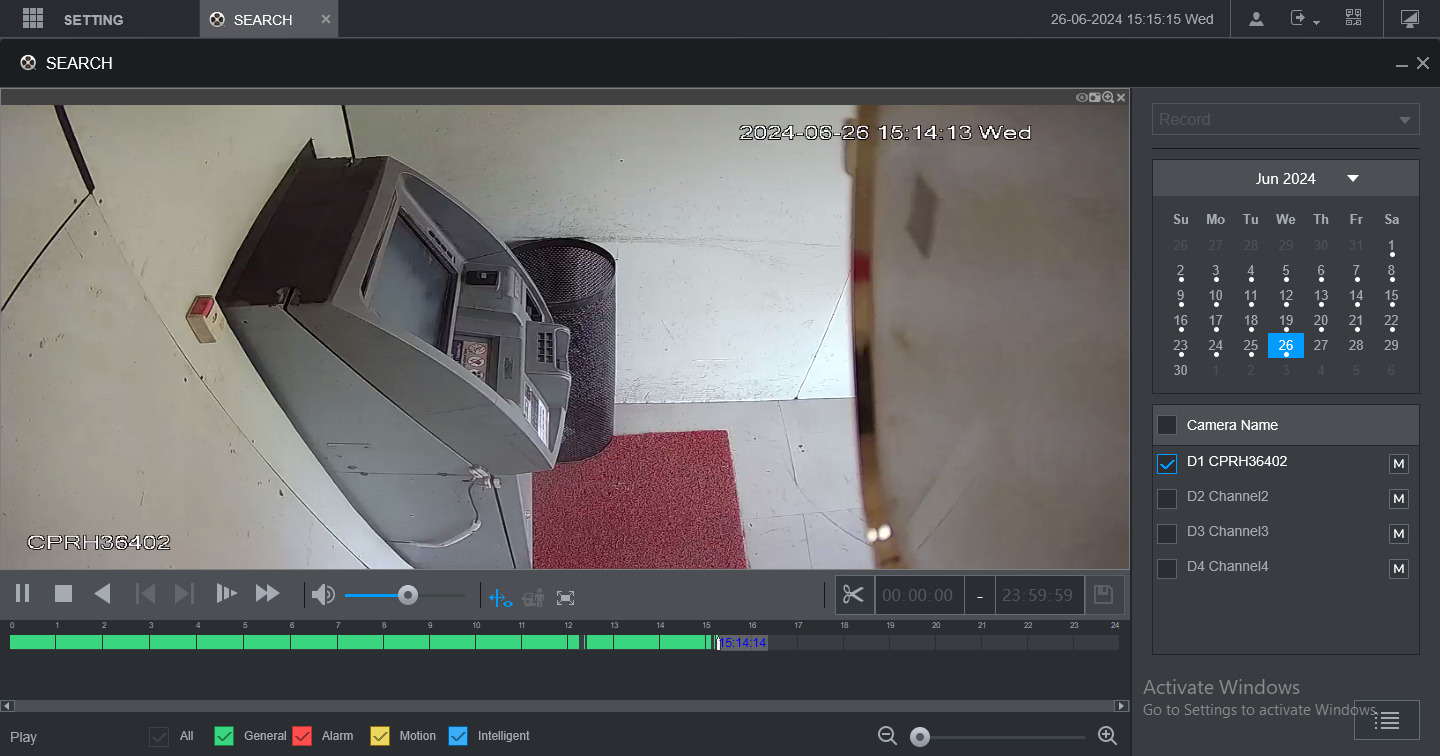 SETTING
SEARCH
26-06-2024 15:15:15 Wed
SEARCH
2024-06-26 15:14:13 Wed
CPRH36402
Record
Jun 2024
Su Mo Tu We Th Fr Sa
26 27 28 29 30 31 1
2 3 4 5 6 7 8
9 10 11 12 13 14 15
16 17 18 19 20 21 22
23 24 25 26 27 28 29
30 1 2 3 4 5 6
Camera Name
D1 CPRH36402 M
D2 Channel2 M
D3 Channel3 M
D4 Channel4 M
00:00:00 - 23:59:59
0 1 2 3 4 5 6 7 8 9 10 11 12 13 14 15 16 17 18 19 20 21 22 23 24
15:14:14
Activate Windows
Go to Settings to activate Windows.
Play
All General Alarm Motion Intelligent